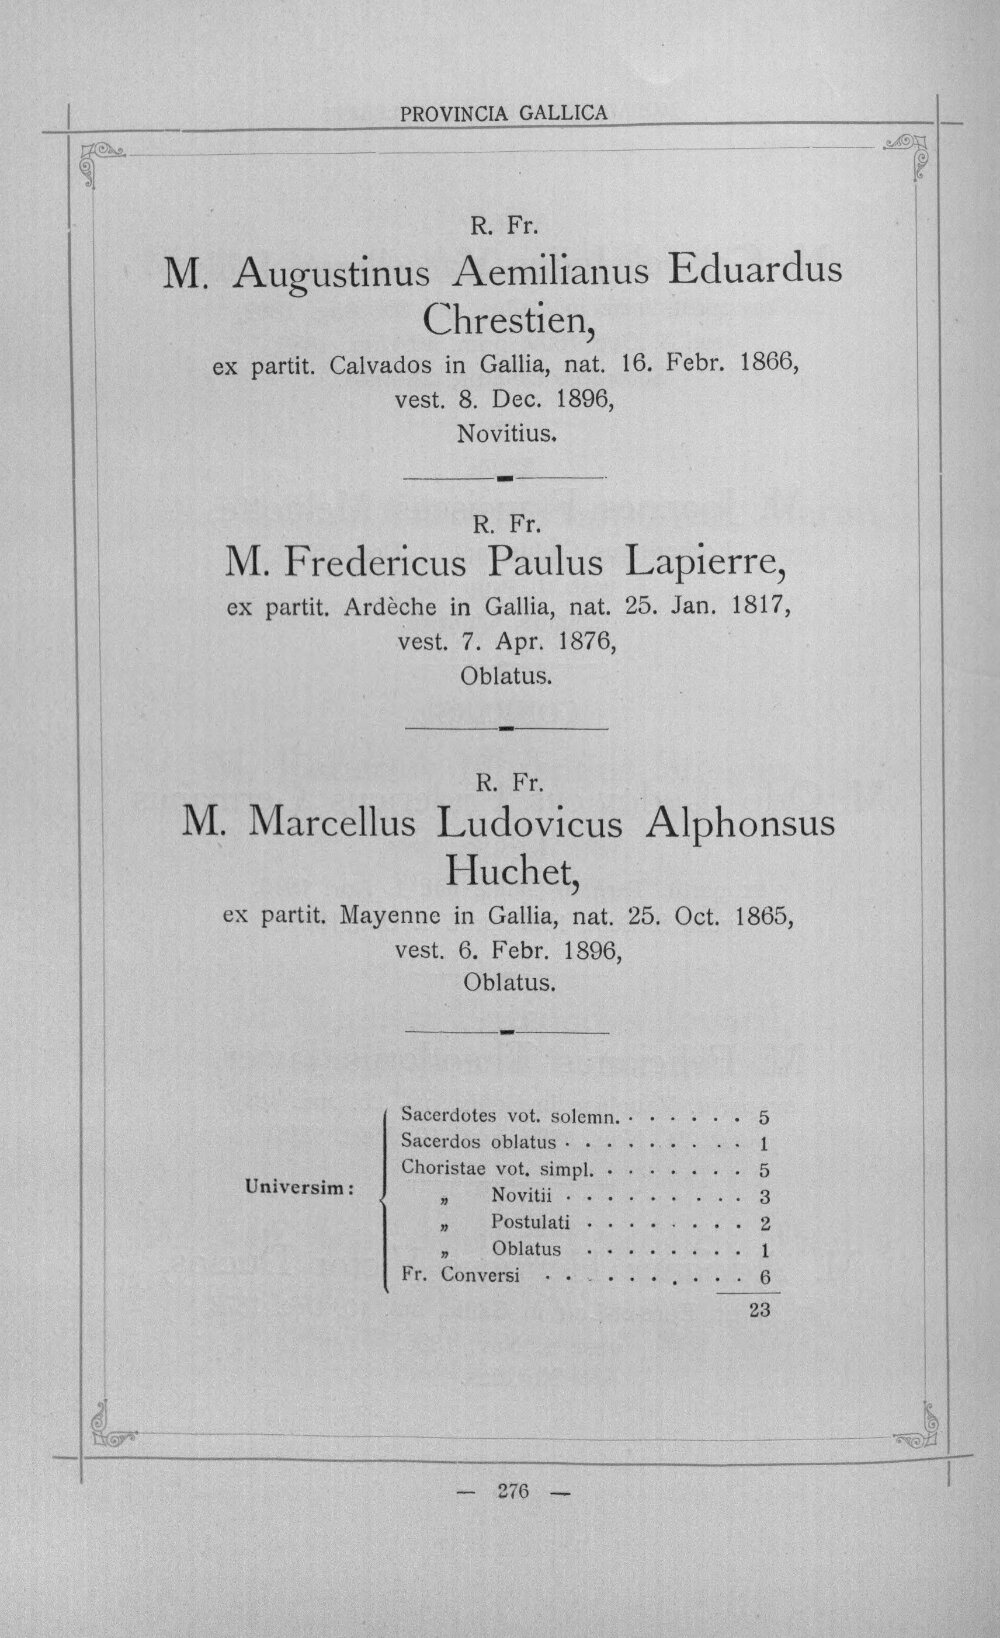 PROVINCIA GALLICA
R. Fr.
M. Augustinus Aemilianus Eduardus
Chrestien,
ex partit. Calvados in Gallia, nat. 16. Febr. 1866,
vest. 8. Dec. 1896,
Novitius.
R. Fr.
M. Fredericus Paulus Lapierre,
ex partit. Ardèche in Gallia, nat. 25. Jan. 1817,
vest. 7. Apr. 1876,
Oblatus.
R. Fr.
M. Marcellus Ludovicus Alphonsus
Huchet,
ex partit. Mayenne in Gallia, nat. 25. Oct. 1865,
vest. 6. Febr. 1896,
Oblatus.
Universim:
Sacerdotes vot. solemn. . . . . . . 5
Sacerdos oblatus . . . . . . . . . 1
Choristae vot. simpl. . . . . . . . 5
„ Novitii . . . . . . . . . 3
„ Postulati . . . . . . . . 2
„ Oblatus . . . . . . . . 1
Fr. Conversi . . . . . . . . . . 6
23
— 276 —